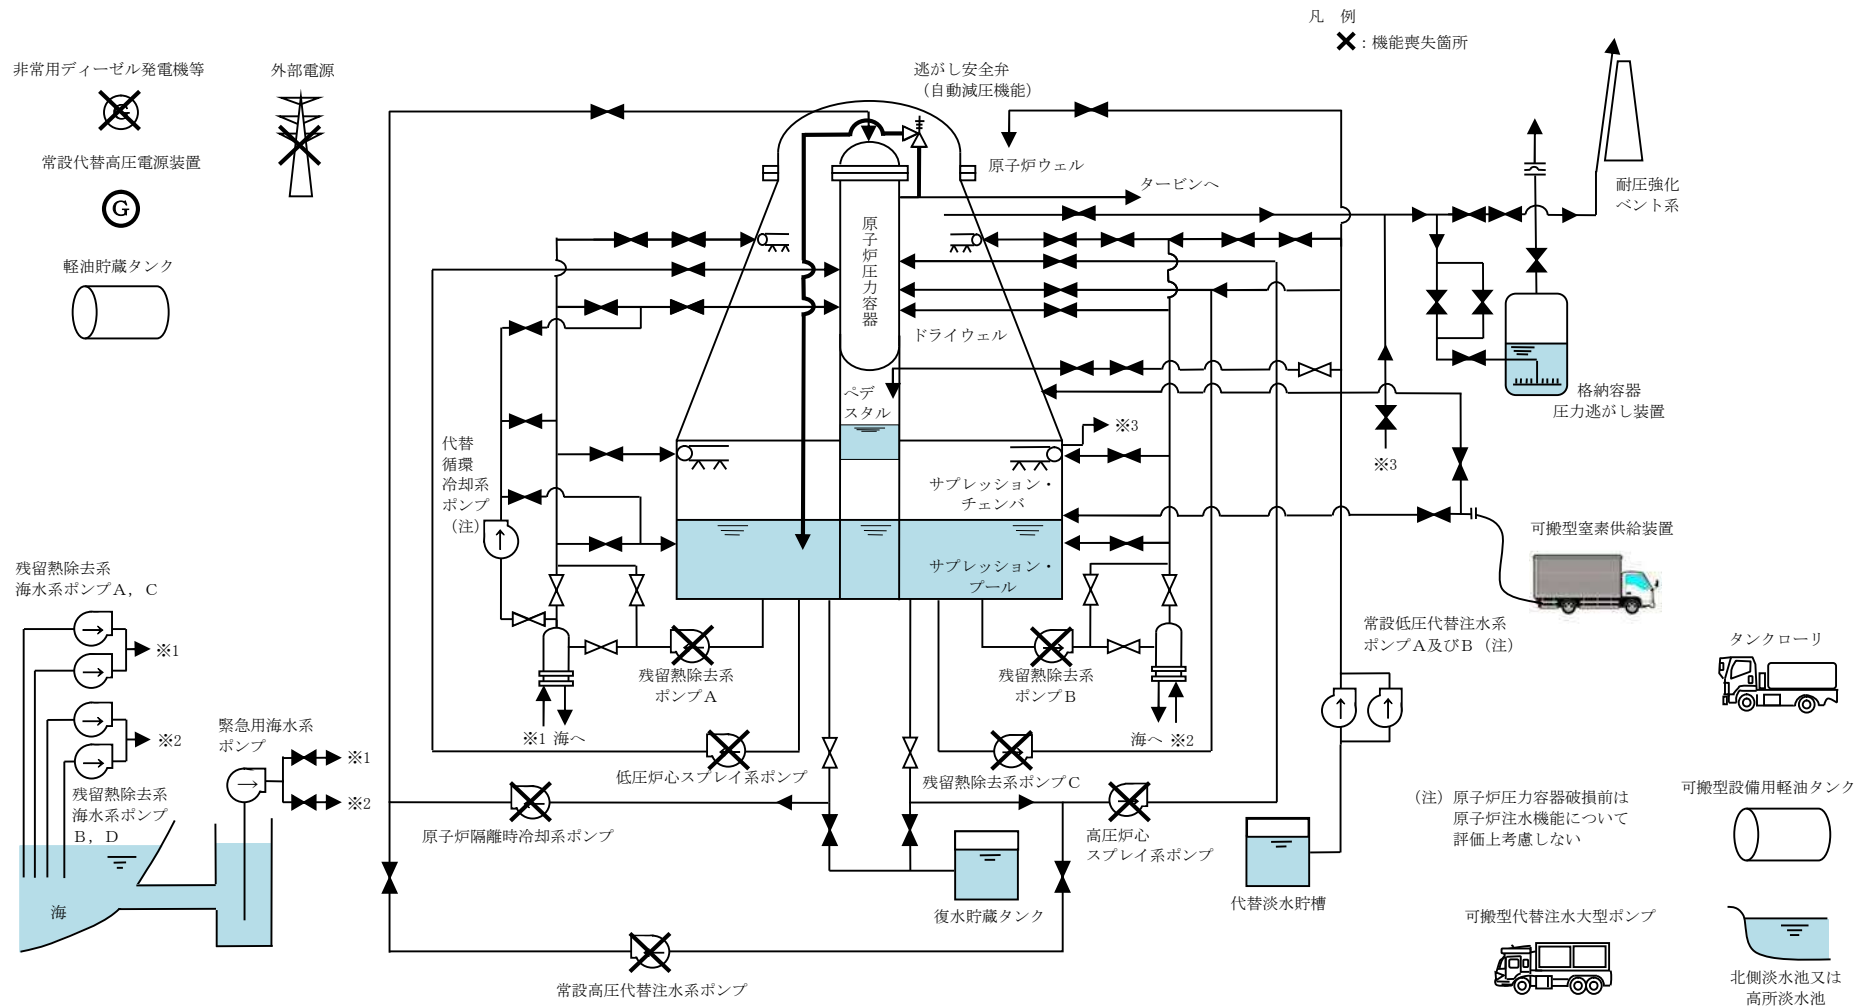 凡 例
：機能喪失箇所
非常用ディーゼル発電機等
G
外部電源
常設代替高圧電源装置
G
軽油貯蔵タンク
逃がし安全弁
（自動減圧機能）
原子炉ウェル
タービンへ
耐圧強化
ベント系
原子炉圧力容器
ドライウェル
ペデ
スタル
格納容器
圧力逃がし装置
※3
※3
代替
循環
冷却系
ポンプ
（注）
サプレッション・
チェンバ
サプレッション・
プール
可搬型窒素供給装置
残留熱除去系
海水系ポンプＡ，Ｃ
※1
※2
残留熱除去系
海水系ポンプ
Ｂ，Ｄ
緊急用海水系
ポンプ
※1
※2
海
残留熱除去系
ポンプＡ
残留熱除去系
ポンプＢ
※1 海へ
海へ ※2
常設低圧代替注水系
ポンプＡ及びＢ（注）
タンクローリ
低圧炉心スプレイ系ポンプ
残留熱除去系ポンプＣ
原子炉隔離時冷却系ポンプ
高圧炉心
スプレイ系ポンプ
（注）原子炉圧力容器破損前は
原子炉注水機能について
評価上考慮しない
可搬型設備用軽油タンク
復水貯蔵タンク
代替淡水貯槽
可搬型代替注水大型ポンプ
常設高圧代替注水系ポンプ
北側淡水池又は
高所淡水池